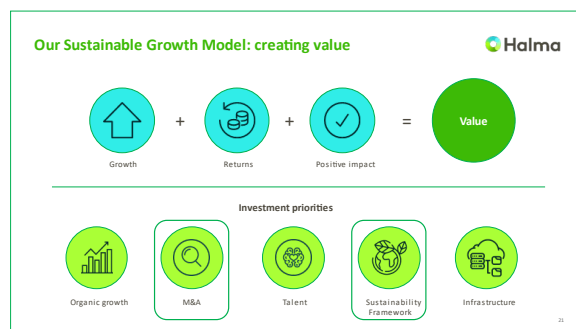 Our Sustainable Growth Model: creating value
Halma
+
+
=
Value
Growth
Returns
Positive impact
Investment priorities
Organic growth
M&A
Talent
Sustainability
Framework
Infrastructure
21